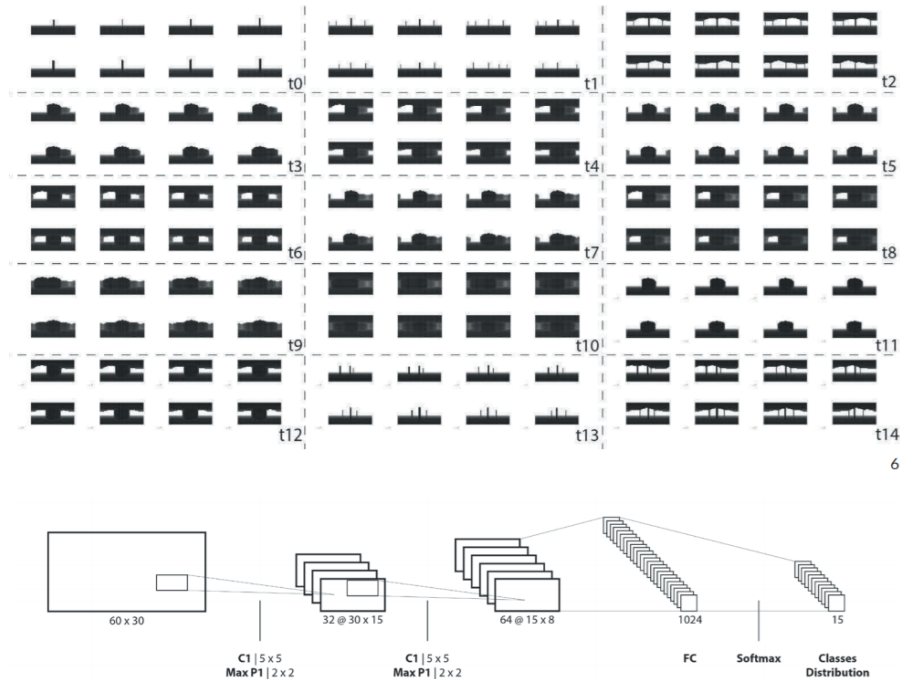 t0
t1
t2
t3
t4
t5
t6
t7
t8
t9
t10
t11
t12
t13
t14
6
60 x 30
32 @ 30 x 15
64 @ 15 x 8
1024
15
C1 | 5 x 5
Max P1 | 2 x 2
C1 | 5 x 5
Max P1 | 2 x 2
FC
Softmax
Classes
Distribution